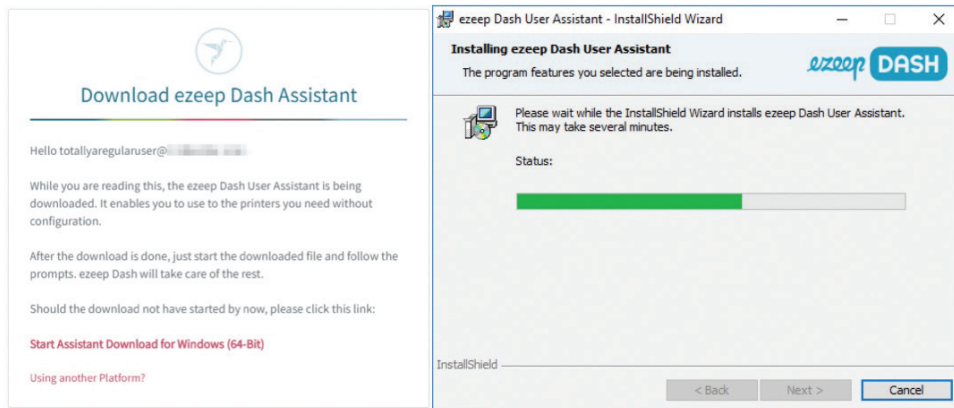 Download ezeep Dash Assistant
Hello totallyaregularuser@
While you are reading this, the ezeep Dash User Assistant is being
downloaded. It enables you to use to the printers you need without
configuration.
After the download is done, just start the downloaded file and follow the
prompts. ezeep Dash will take care of the rest.
Should the download not have started by now, please click this link:
Start Assistant Download for Windows (64-Bit)
Using another Platform?
ezeep Dash User Assistant - InstallShield Wizard
Installing ezeep Dash User Assistant
The program features you selected are being installed.
ezeep DASH
Please wait while the InstallShield Wizard installs ezeep Dash User Assistant.
This may take several minutes.
Status:
InstallShield
< Back
Next >
Cancel